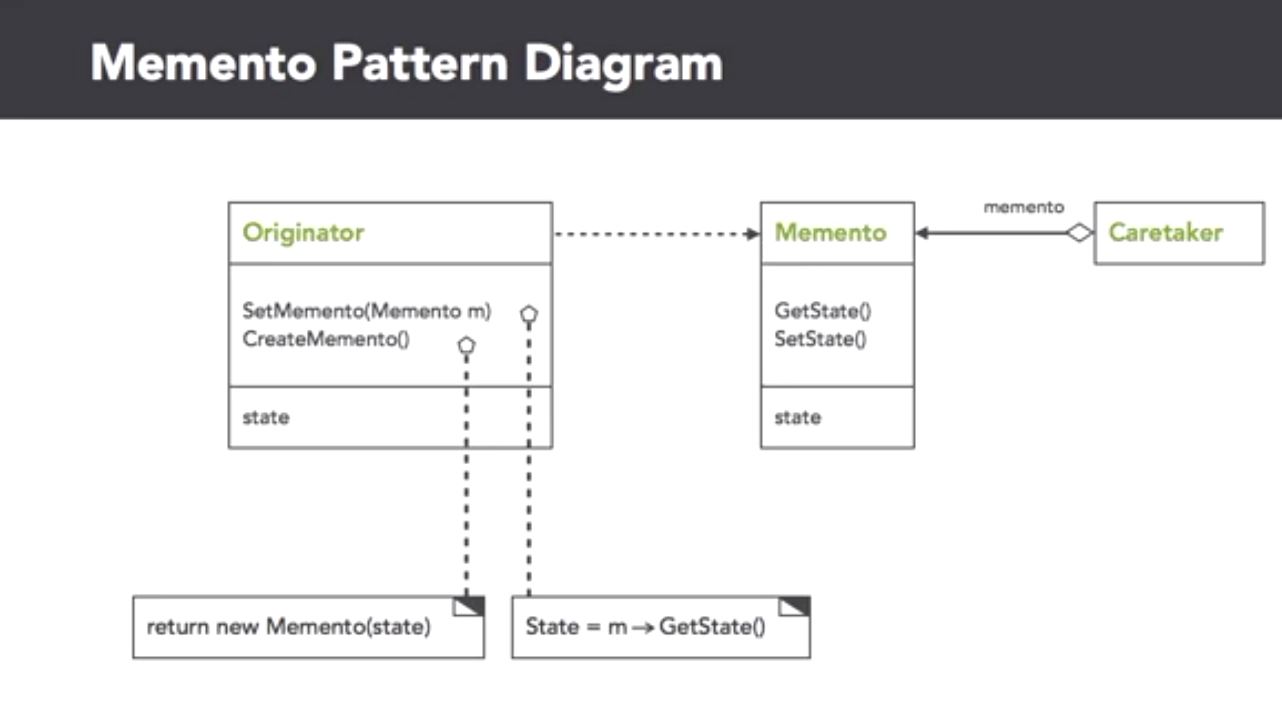 Memento Pattern Diagram
Originator
SetMemento(Memento m)
CreateMemento()
state
Memento
GetState()
SetState()
state
memento
Caretaker
return new Memento(state)
State = m→GetState()